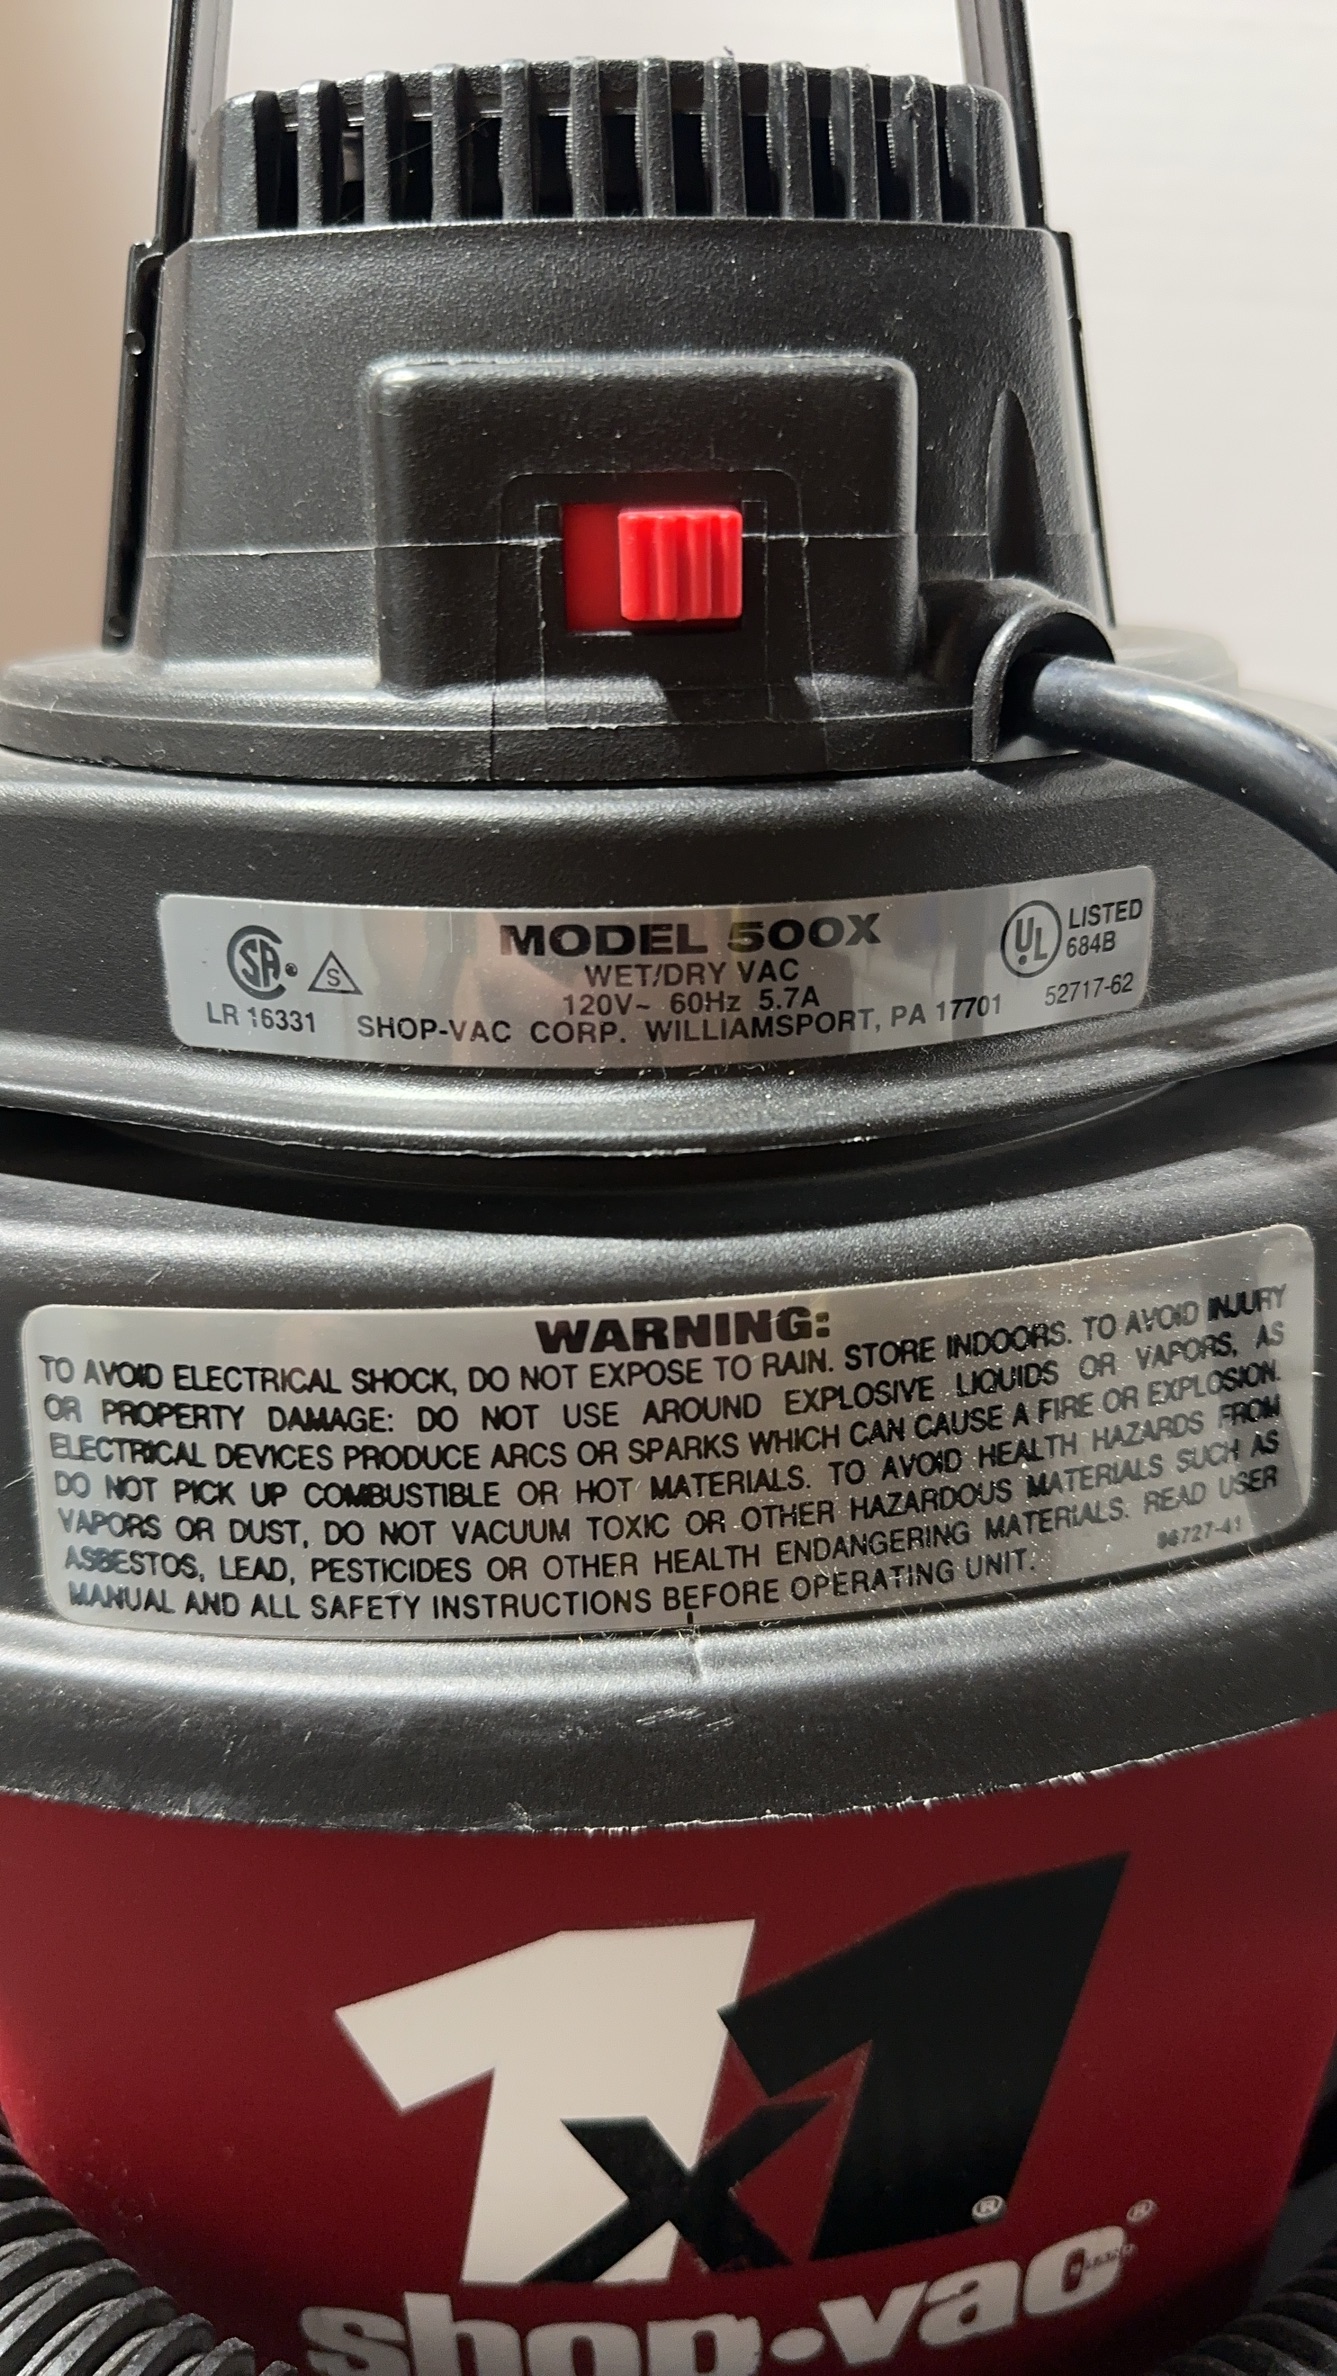 MODEL 500X
WET/DRY VAC
120V~ 60Hz 5.7A
SHOP-VAC CORP. WILLIAMSPORT, PA 17701
SA ®
S
LR 16331
UL LISTED
684B
52717-62
WARNING:
TO AVOID ELECTRICAL SHOCK, DO NOT EXPOSE TO RAIN. STORE INDOORS. TO AVOID INJURY
OR PROPERTY DAMAGE: DO NOT USE AROUND EXPLOSIVE LIQUIDS OR VAPORS, AS
ELECTRICAL DEVICES PRODUCE ARCS OR SPARKS WHICH CAN CAUSE A FIRE OR EXPLOSION.
DO NOT PICK UP COMBUSTIBLE OR HOT MATERIALS. TO AVOID HEALTH HAZARDS FROM
VAPORS OR DUST, DO NOT VACUUM TOXIC OR OTHER HAZARDOUS MATERIALS SUCH AS
ASBESTOS, LEAD, PESTICIDES OR OTHER HEALTH ENDANGERING MATERIALS. READ USER
MANUAL AND ALL SAFETY INSTRUCTIONS BEFORE OPERATING UNIT.
1x1®
shop·vac®